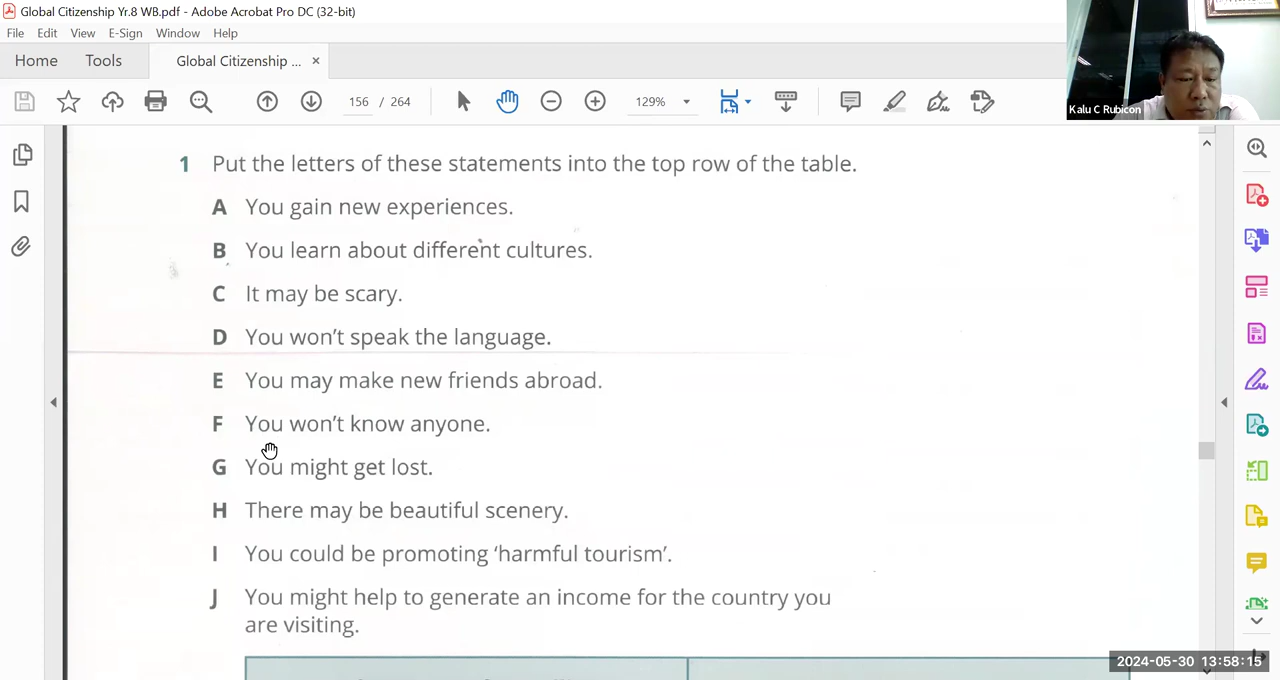 Global Citizenship Yr.8 WB.pdf - Adobe Acrobat Pro DC (32-bit)
File Edit View E-Sign Window Help
Home Tools Global Citizenship ... ×
156 / 264 129%
Kalu C Rubicon
1 Put the letters of these statements into the top row of the table.
A You gain new experiences.
B You learn about different cultures.
C It may be scary.
D You won't speak the language.
E You may make new friends abroad.
F You won't know anyone.
G You might get lost.
H There may be beautiful scenery.
I You could be promoting 'harmful tourism'.
J You might help to generate an income for the country you
are visiting.
2024-05-30 13:58:15